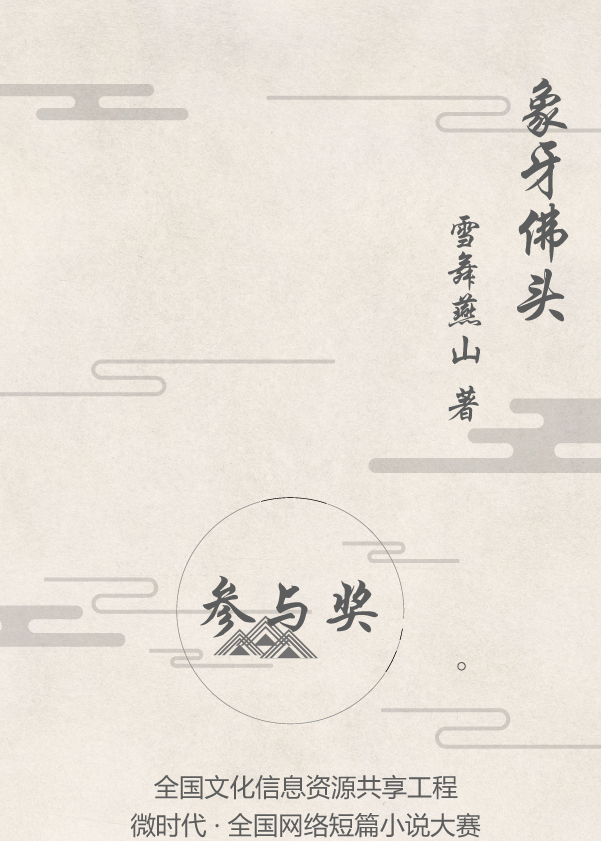 象牙佛头
雪舞燕山 著
参与奖
全国文化信息资源共享工程
微时代·全国网络短篇小说大赛